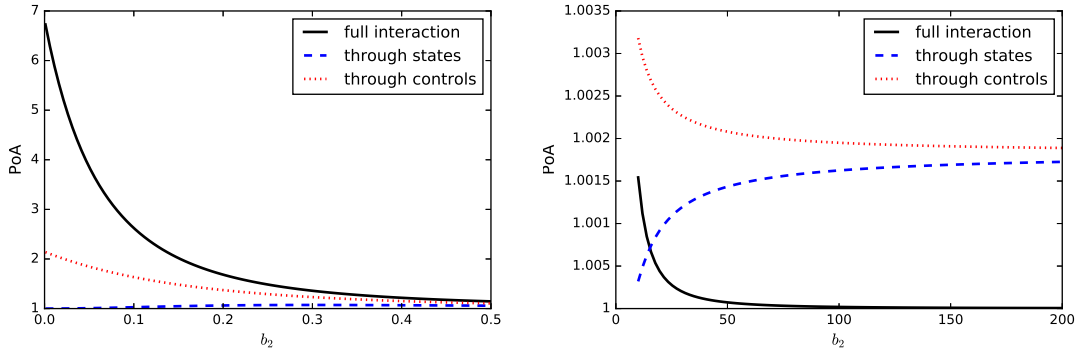 PoA
7
6
5
4
3
2
1
0.0 0.1 0.2 0.3 0.4 0.5
b2
full interaction
through states
through controls
PoA
1.0035
1.003
1.0025
1.002
1.0015
1.001
1.005
1
0 50 100 150 200
b2
full interaction
through states
through controls